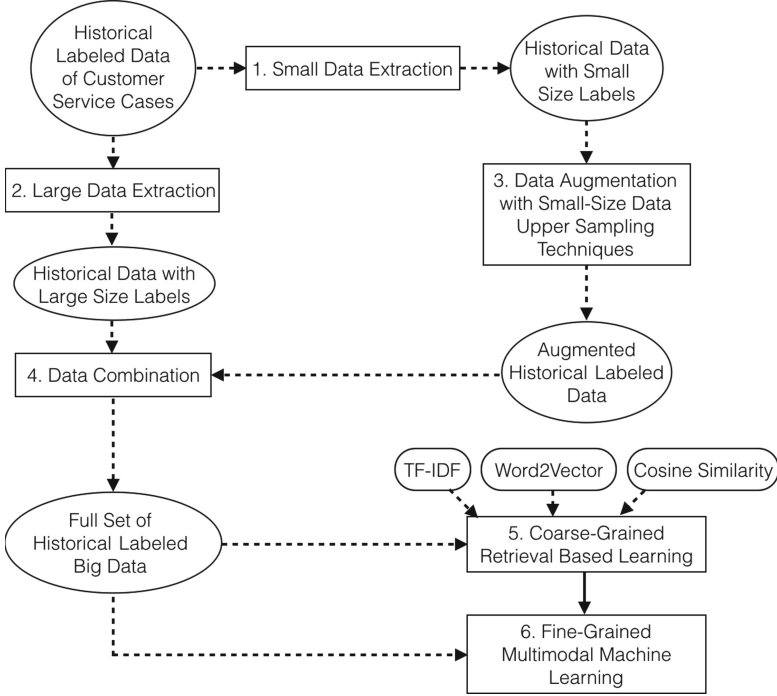 Historical
Labeled Data
of Customer
Service Cases
1. Small Data Extraction
Historical Data
with Small
Size Labels
2. Large Data Extraction
3. Data Augmentation
with Small-Size Data
Upper Sampling
Techniques
Historical Data with
Large Size Labels
4. Data Combination
Augmented
Historical Labeled
Data
TF-IDF
Word2Vector
Cosine Similarity
Full Set of
Historical Labeled
Big Data
5. Coarse-Grained
Retrieval Based Learning
6. Fine-Grained
Multimodal Machine
Learning